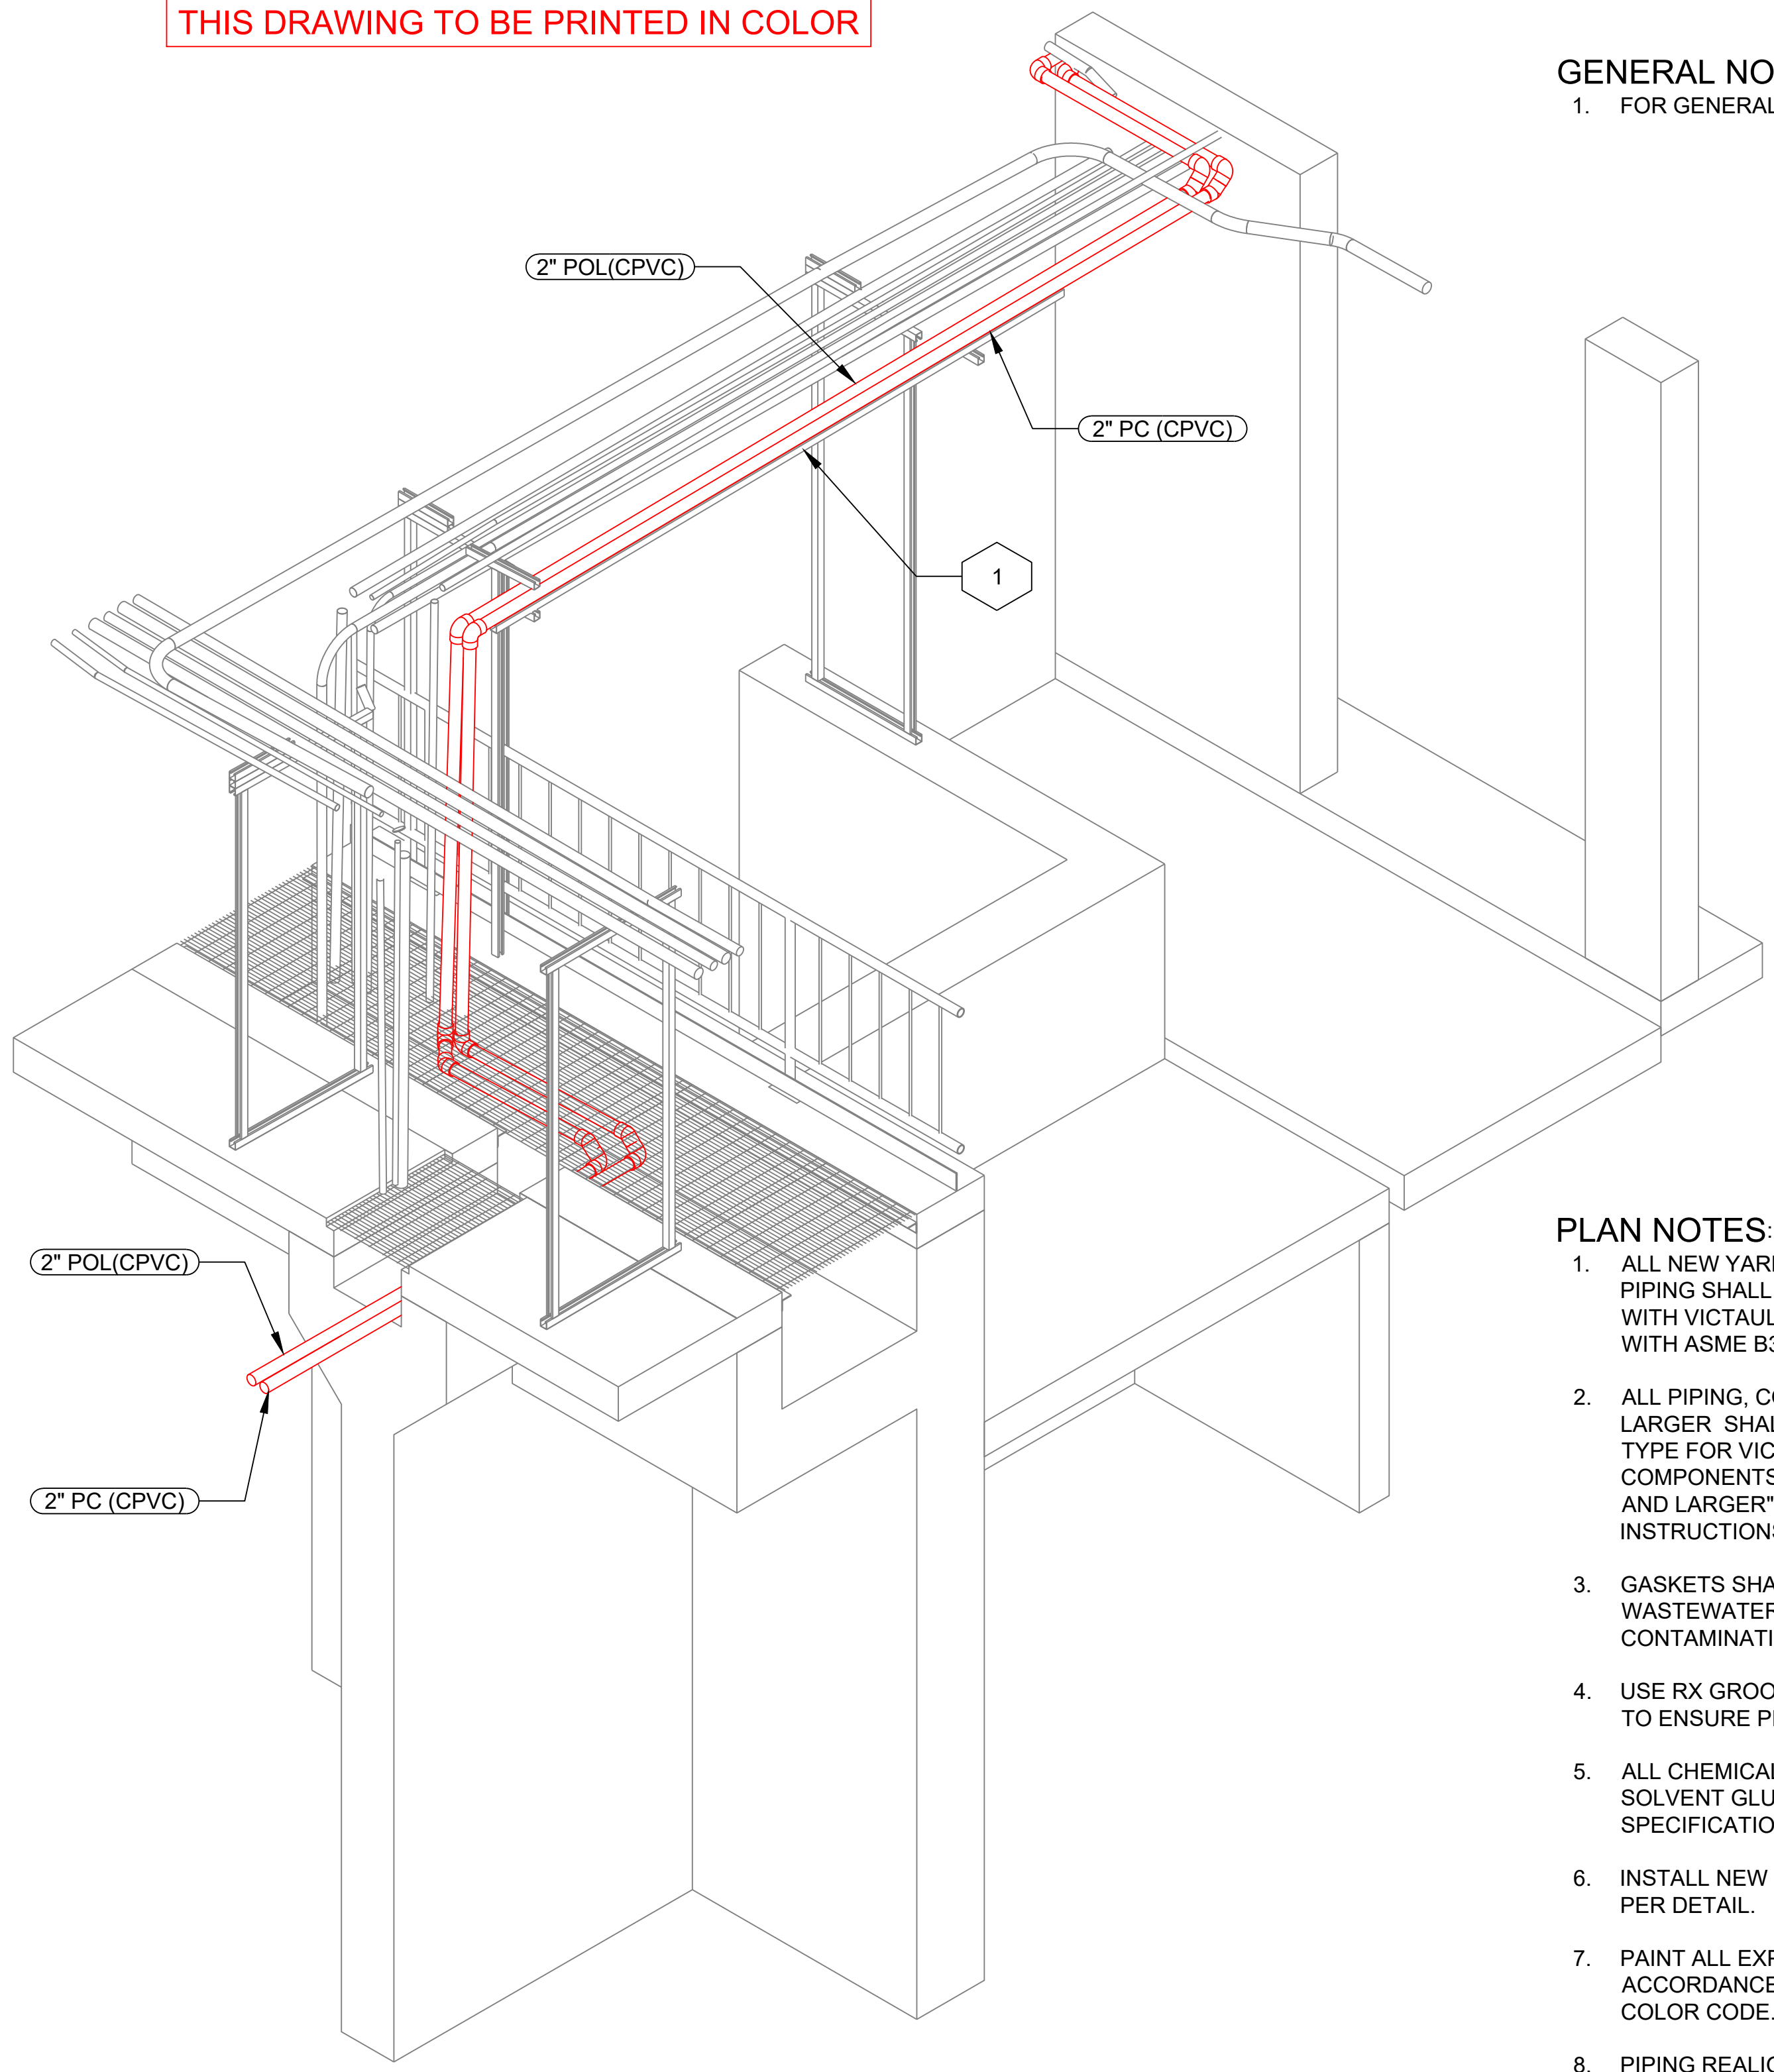 THIS DRAWING TO BE PRINTED IN COLOR
GENERAL NO
1. FOR GENERAL
2" POL(CPVC)
2" PC (CPVC)
1
2" POL(CPVC)
2" PC (CPVC)
PLAN NOTES:
1. ALL NEW YAR
PIPING SHALL
WITH VICTAUL
WITH ASME B3
2. ALL PIPING, CO
LARGER SHAL
TYPE FOR VIC
COMPONENTS
AND LARGER"
INSTRUCTIONS
3. GASKETS SHA
WASTEWATER
CONTAMINATI
4. USE RX GROO
TO ENSURE P
5. ALL CHEMICAL
SOLVENT GLU
SPECIFICATIO
6. INSTALL NEW
PER DETAIL.
7. PAINT ALL EXP
ACCORDANCE
COLOR CODE.
8. PIPING REALIG